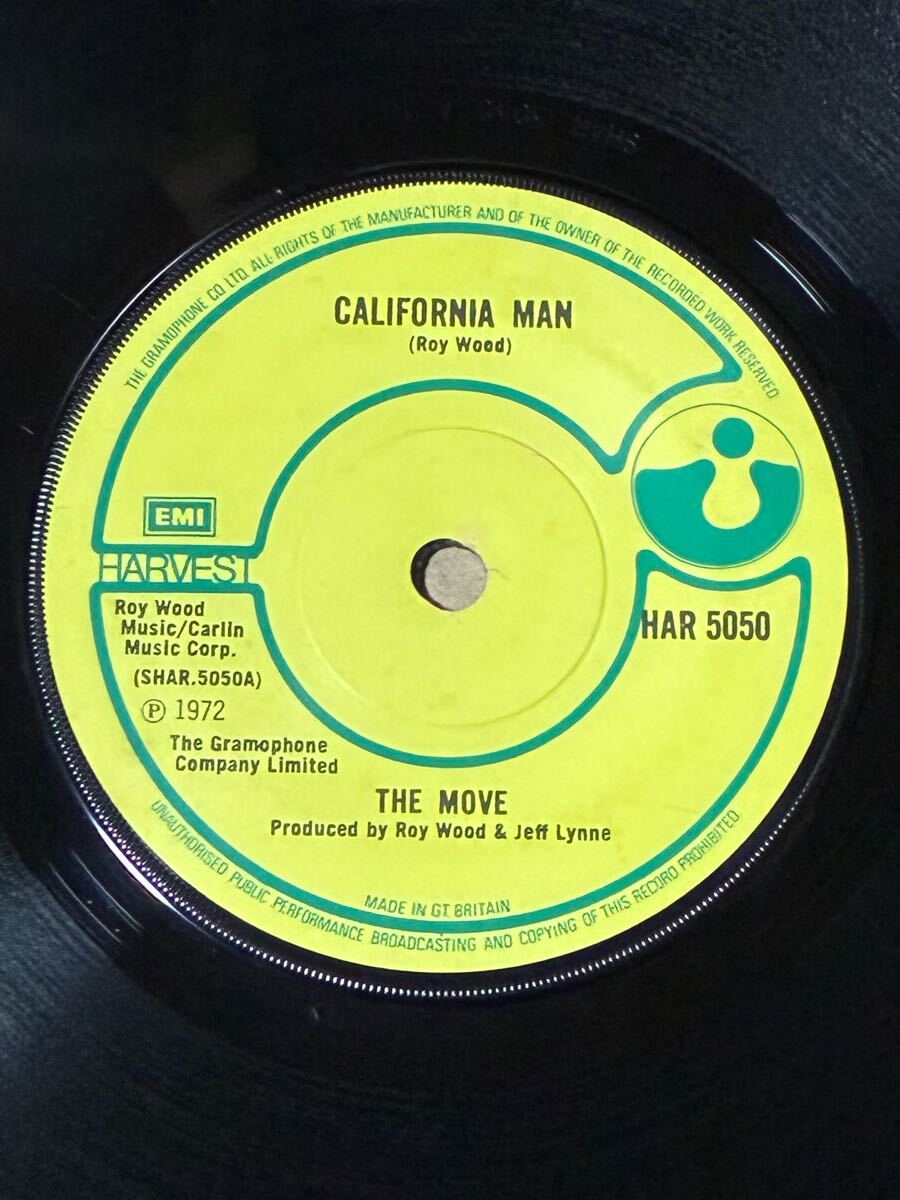 THE GRAMOPHONE CO LTD. ALL RIGHTS OF THE MANUFACTURER AND OF THE OWNER OF THE RECORDED WORK RESERVED
CALIFORNIA MAN
(Roy Wood)
EMI
HARVEST
HAR 5050
Roy Wood
Music/Carlin
Music Corp.
(SHAR.5050A)
Ⓟ 1972
The Gramophone
Company Limited
THE MOVE
Produced by Roy Wood & Jeff Lynne
MADE IN GT BRITAIN
UNAUTHORISED PUBLIC PERFORMANCE BROADCASTING AND COPYING OF THIS RECORD PROHIBITED